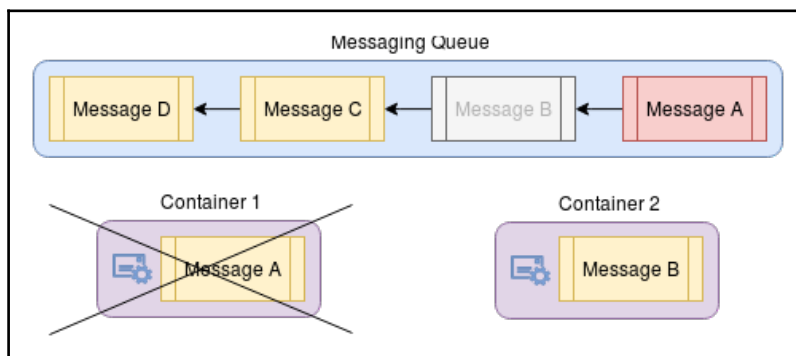 Messaging Queue
Message D
Message C
Message B
Message A
Container 1
Container 2
Message A
Message B